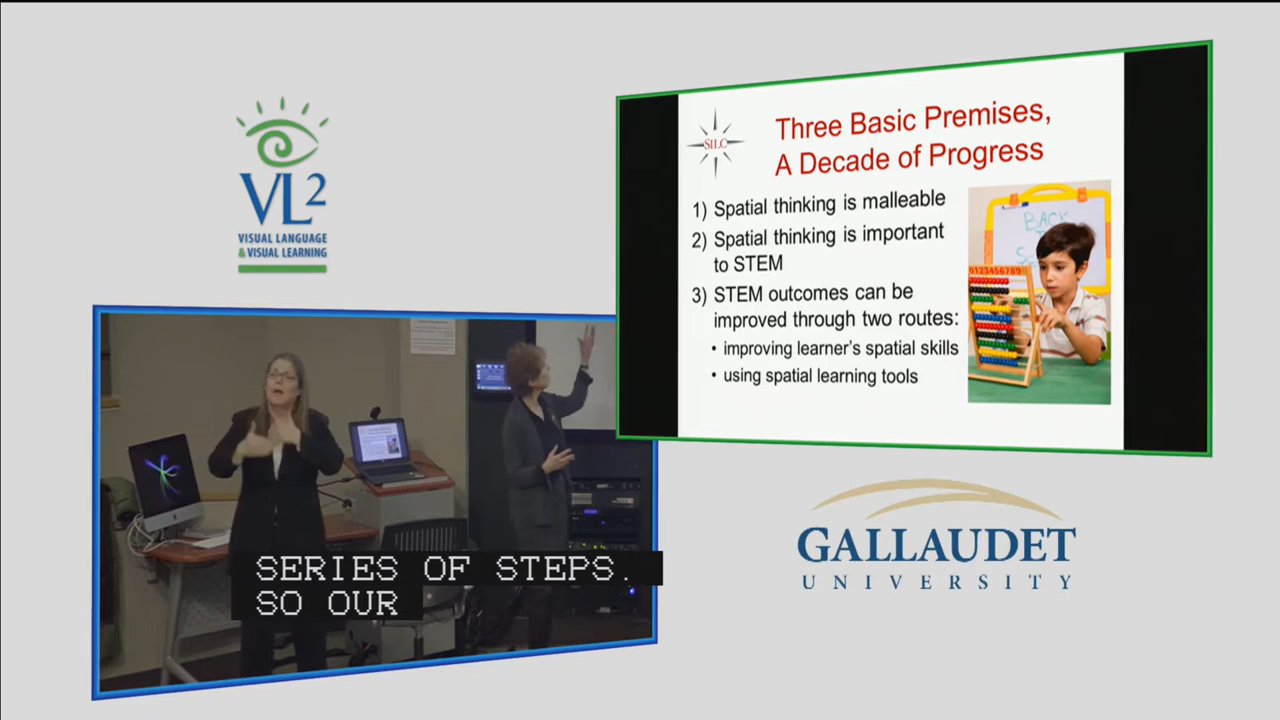 VL2
VISUAL LANGUAGE
& VISUAL LEARNING
SILC
Three Basic Premises,
A Decade of Progress
1) Spatial thinking is malleable
2) Spatial thinking is important
to STEM
3) STEM outcomes can be
improved through two routes:
• improving learner's spatial skills
• using spatial learning tools
BACK
0123456789
SERIES OF STEPS.
SO OUR
GALLAUDET
UNIVERSITY